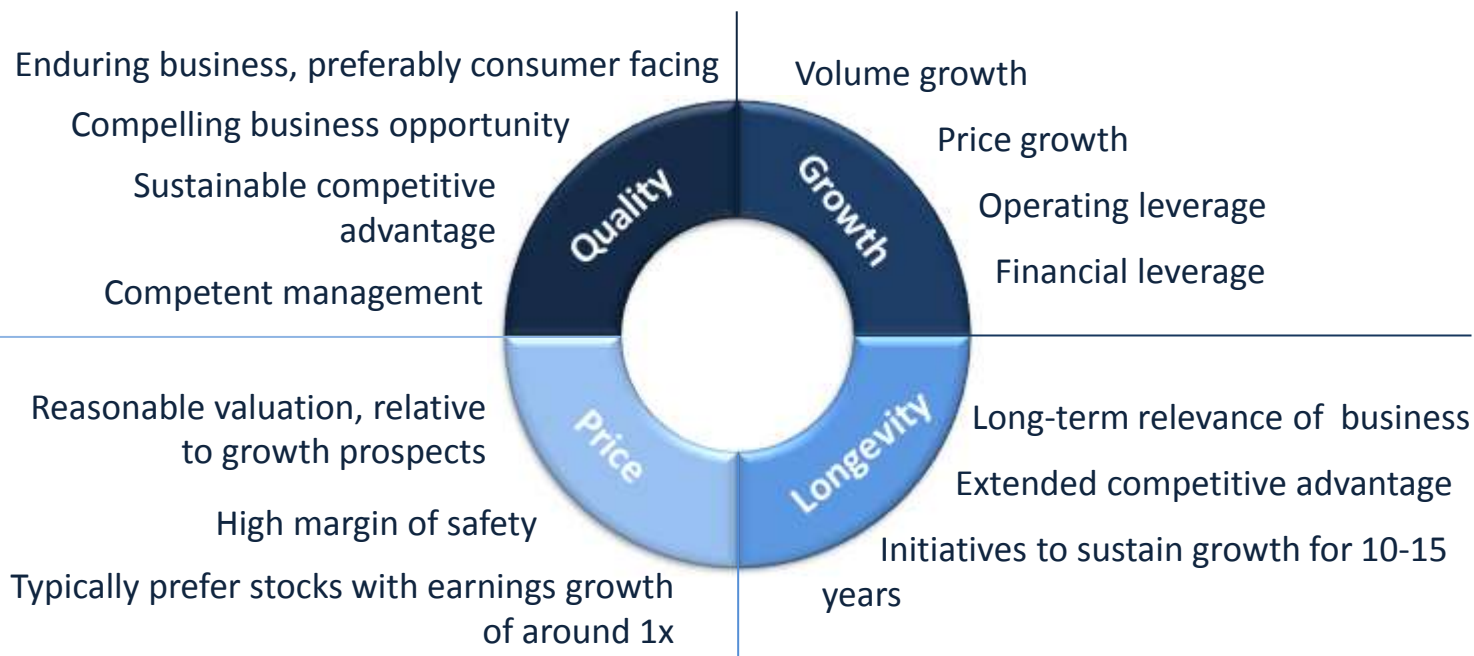 Enduring business, preferably consumer facing
Compelling business opportunity
Sustainable competitive
advantage
Competent management
Quality
Volume growth
Price growth
Operating leverage
Financial leverage
Growth
Reasonable valuation, relative
to growth prospects
High margin of safety
Typically prefer stocks with earnings growth
of around 1x
Price
Long-term relevance of  business
Extended competitive advantage
Initiatives to sustain growth for 10-15
years
Longevity